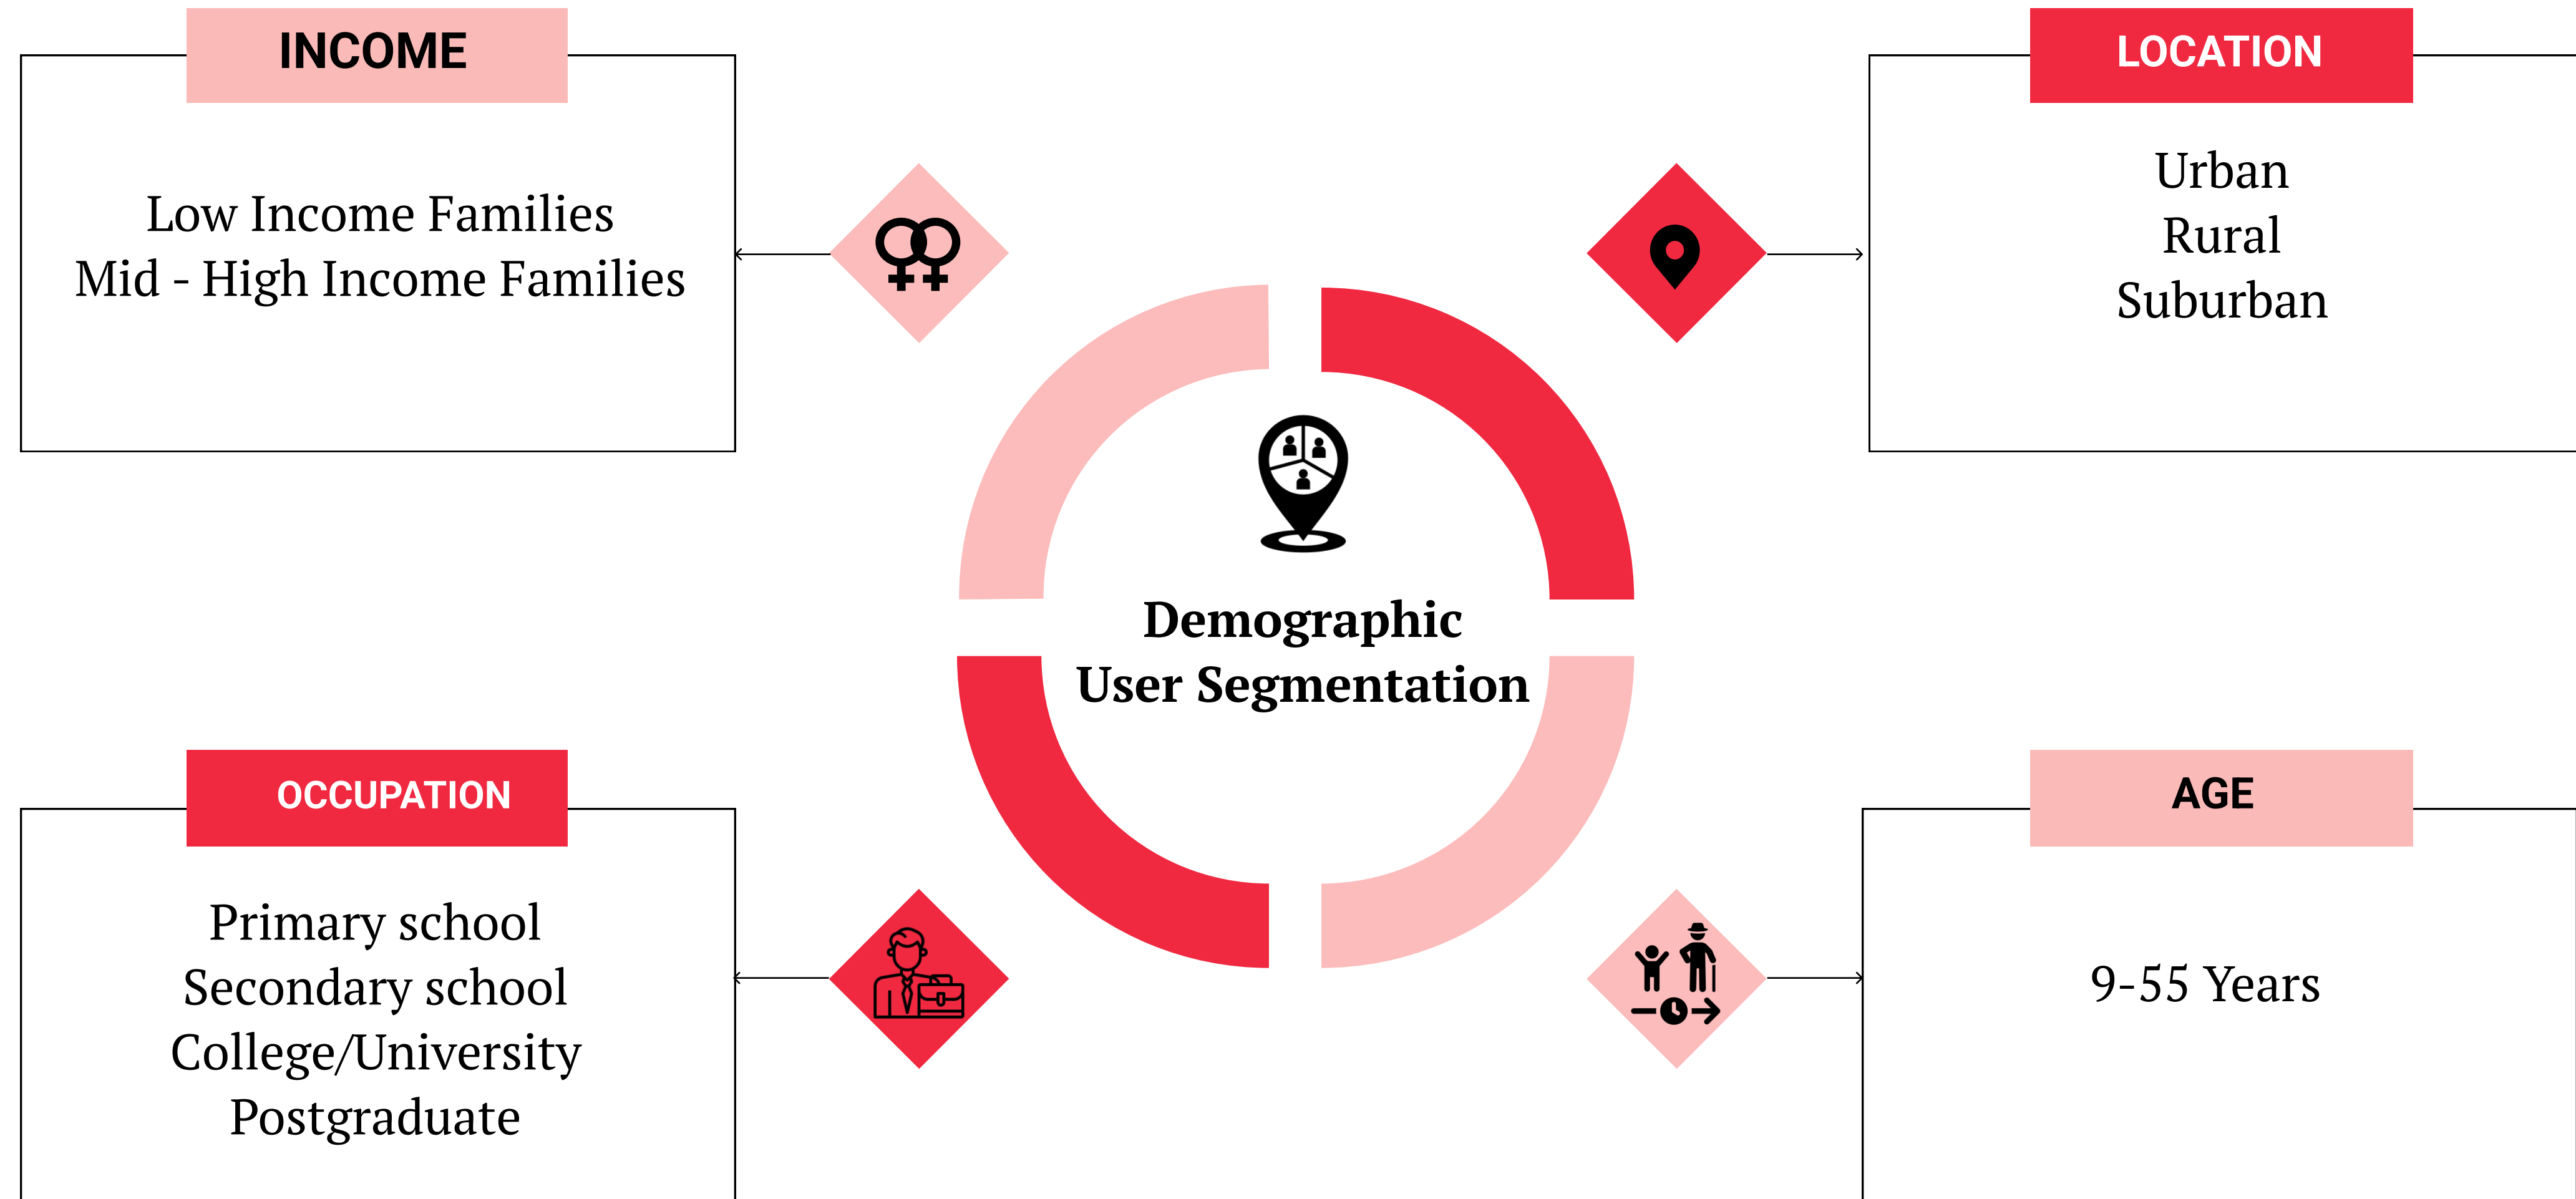 INCOME
Low Income Families
Mid - High Income Families
LOCATION
Urban
Rural
Suburban
Demographic
User Segmentation
OCCUPATION
Primary school
Secondary school
College/University
Postgraduate
AGE
9-55 Years